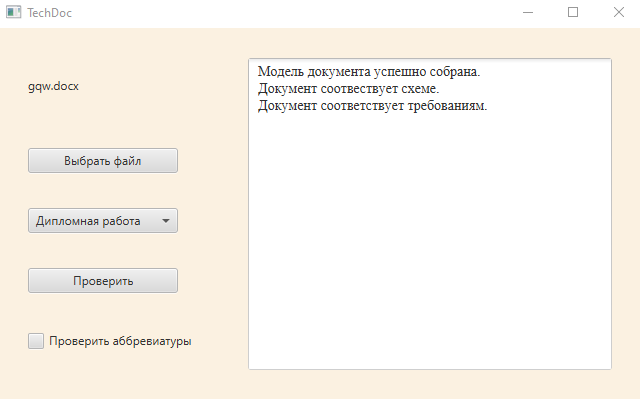 TechDoc
gqw.docx
Выбрать файл
Дипломная работа
Проверить
Проверить аббревиатуры
Модель документа успешно собрана.
Документ соотвествует схеме.
Документ соответствует требованиям.